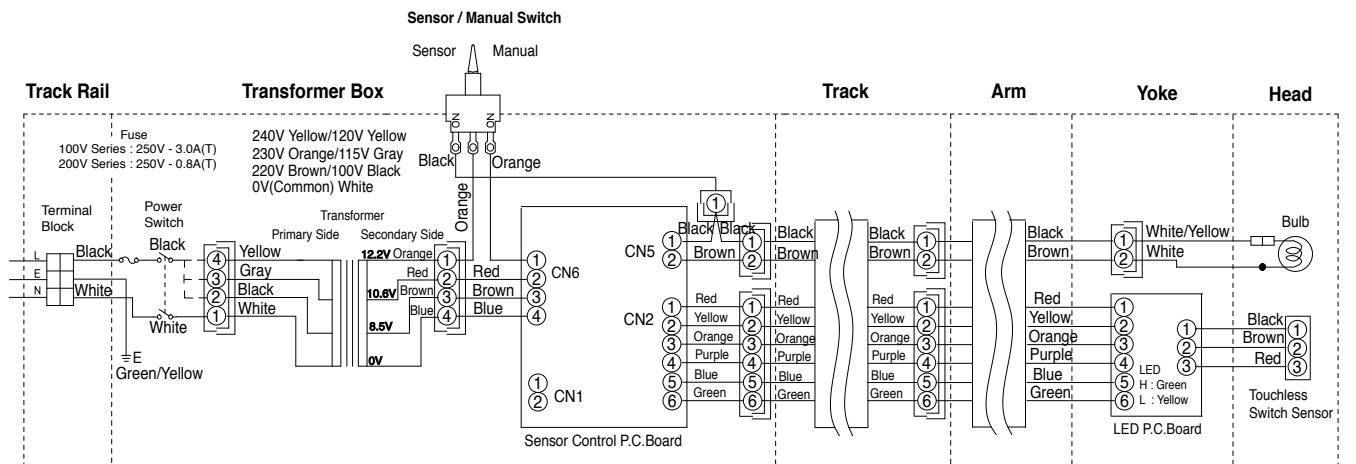 Sensor / Manual Switch
Sensor Manual
Track Rail
Transformer Box
Track
Arm
Yoke
Head
Fuse
100V Series : 250V - 3.0A(T)
200V Series : 250V - 0.8A(T)
240V Yellow/120V Yellow
230V Orange/115V Gray
220V Brown/100V Black
0V(Common) White
ON ON
Black
Orange
Orange
Terminal
Block
Power
Switch
Transformer
Primary Side
Secondary Side
L
E
N
Black
White
Black
White
E
Green/Yellow
4 Yellow
3 Gray
2 Black
1 White
12.2V Orange 1
Red 2 Red
10.6V Brown 3 Brown
Blue 4 Blue
8.5V
0V
1
2
3
4
CN6
1
2
CN1
Sensor Control P.C.Board
1
Black Black
CN5
1
2
Brown
1 Black
2 Brown
Black 1
Brown 2
Black
Brown
1 White/Yellow
2 White
Bulb
CN2
1 Red 1 Red
2 Yellow 2 Yellow
3 Orange 3 Orange
4 Purple 4 Purple
5 Blue 5 Blue
6 Green 6 Green
Red 1
Yellow 2
Orange 3
Purple 4
Blue 5
Green 6
Red 1
Yellow 2
Orange 3
Purple 4
Blue 5
Green 6
LED
H : Green
L : Yellow
1 Black 1
2 Brown 2
3 Red 3
LED P.C.Board
Touchless
Switch Sensor